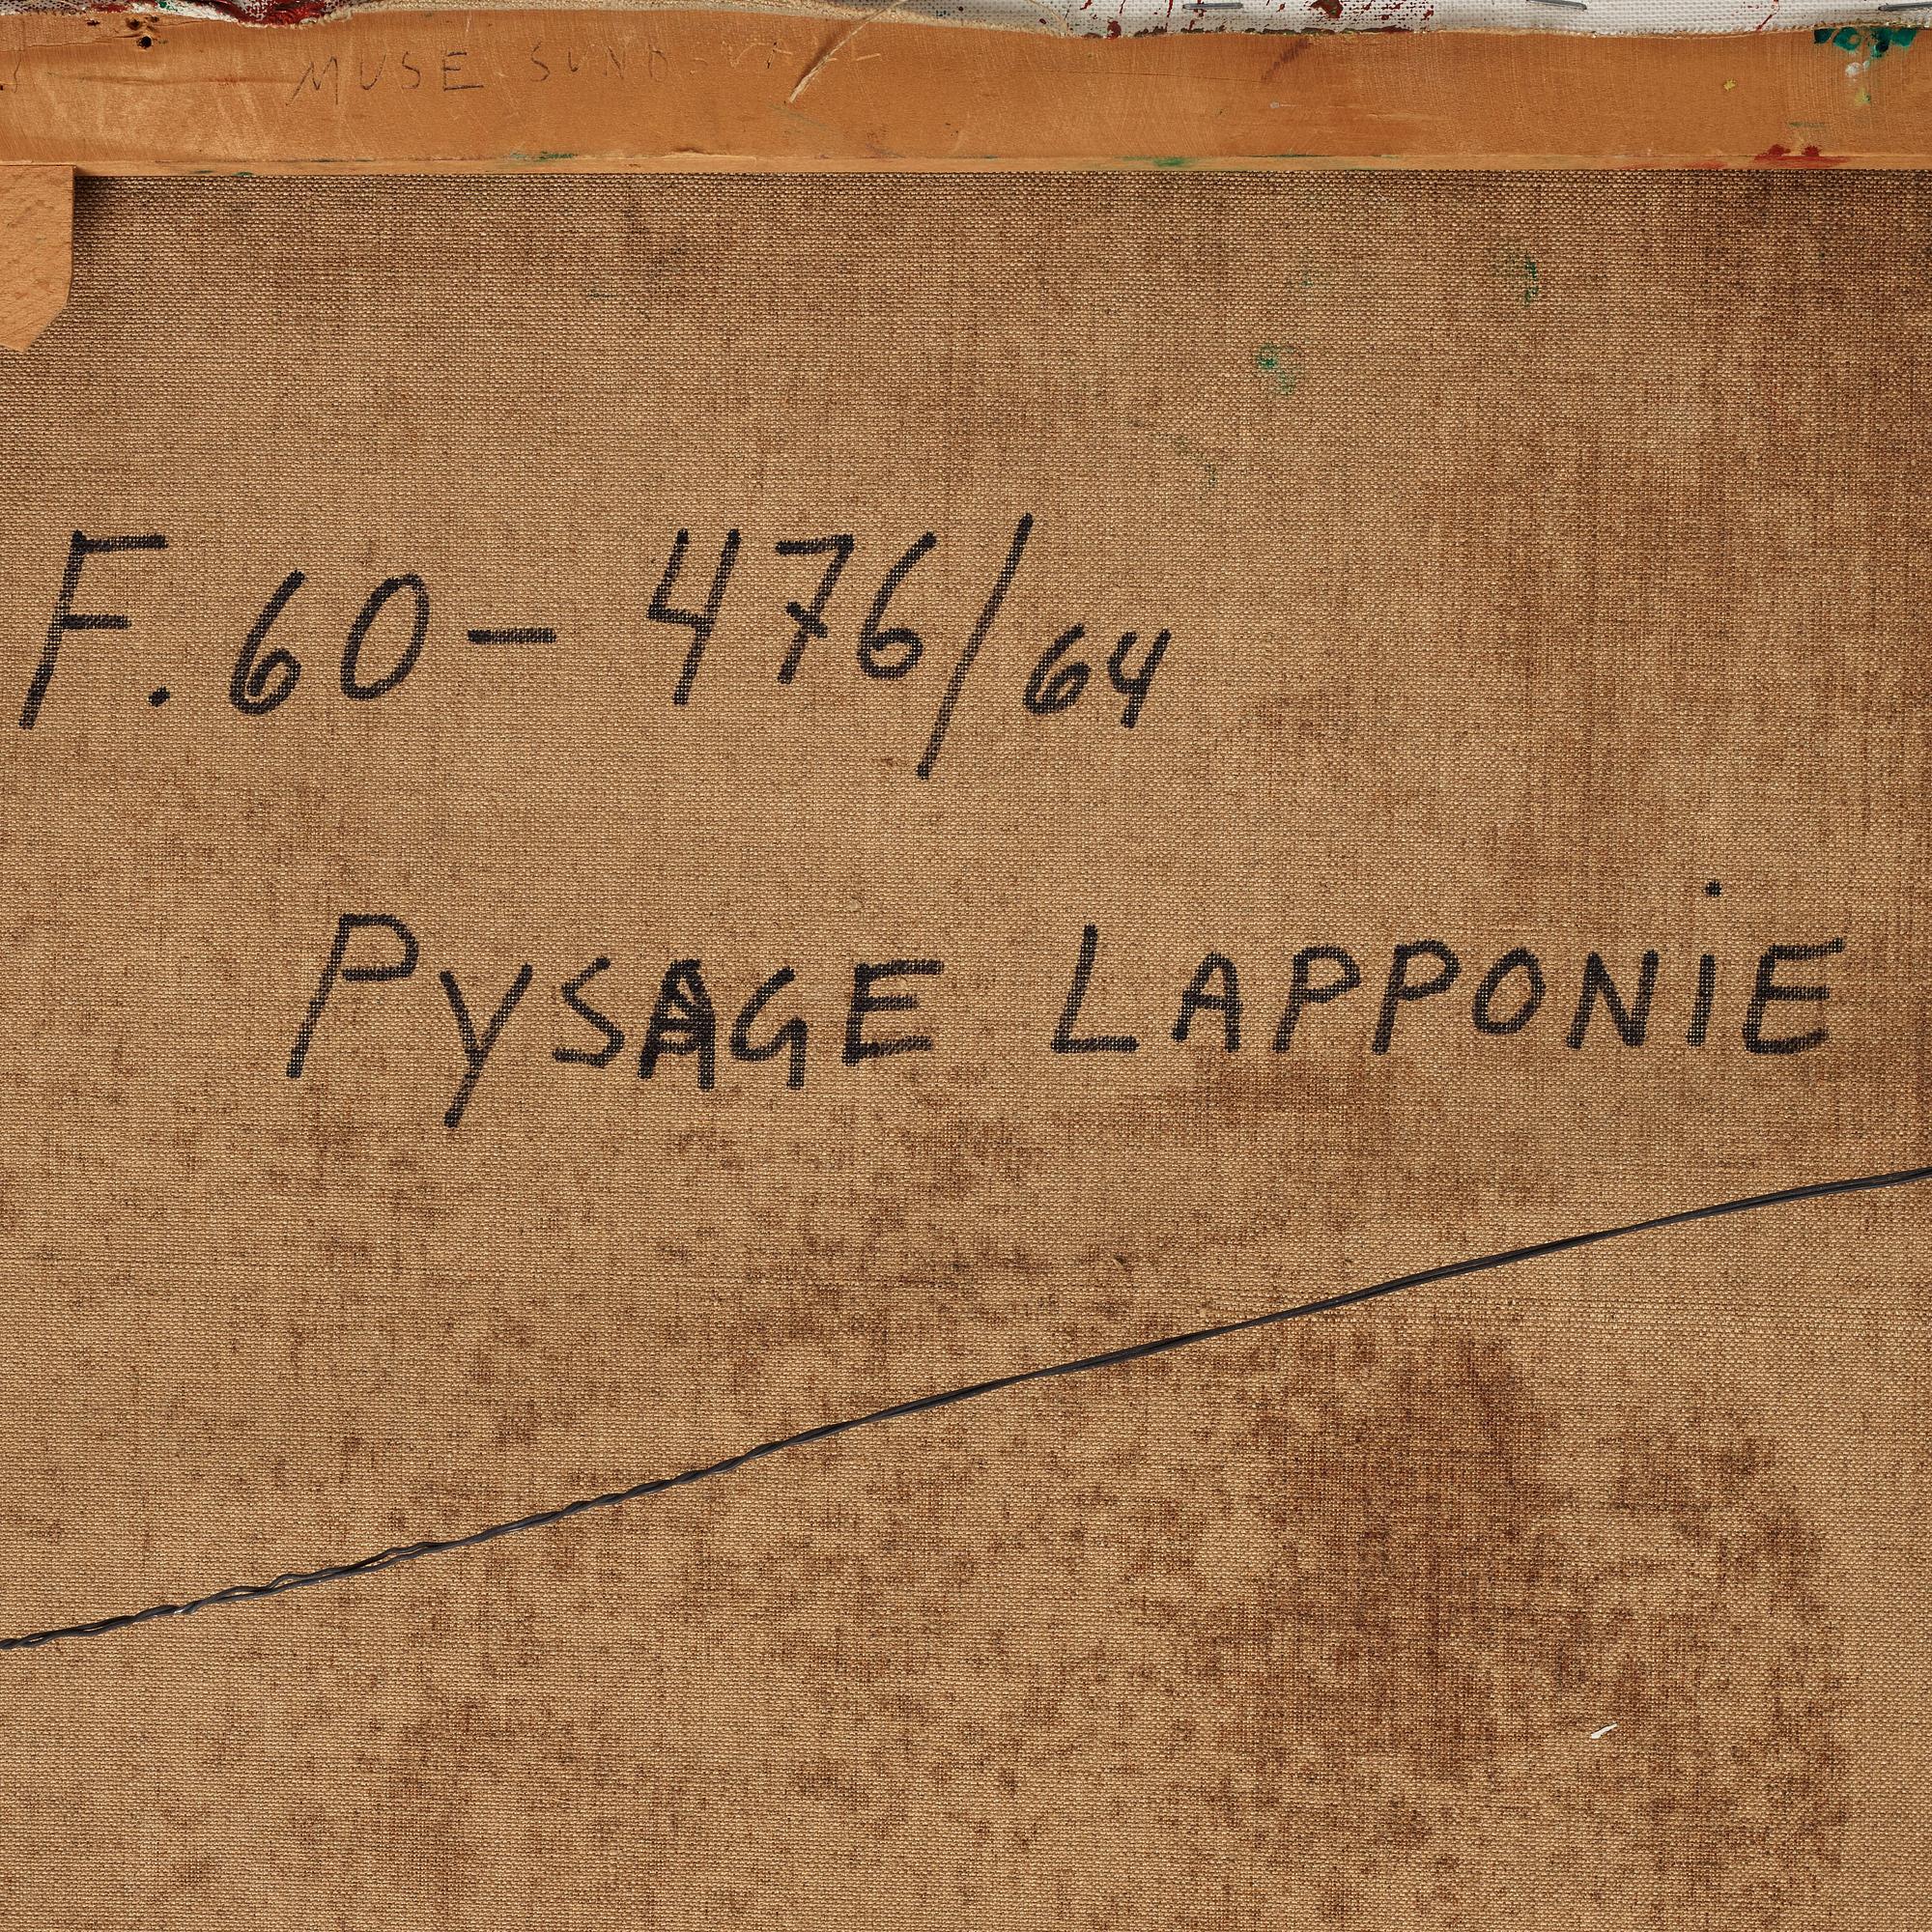 MUSE
F.60- 476/64
PYSAGE LAPPONiE